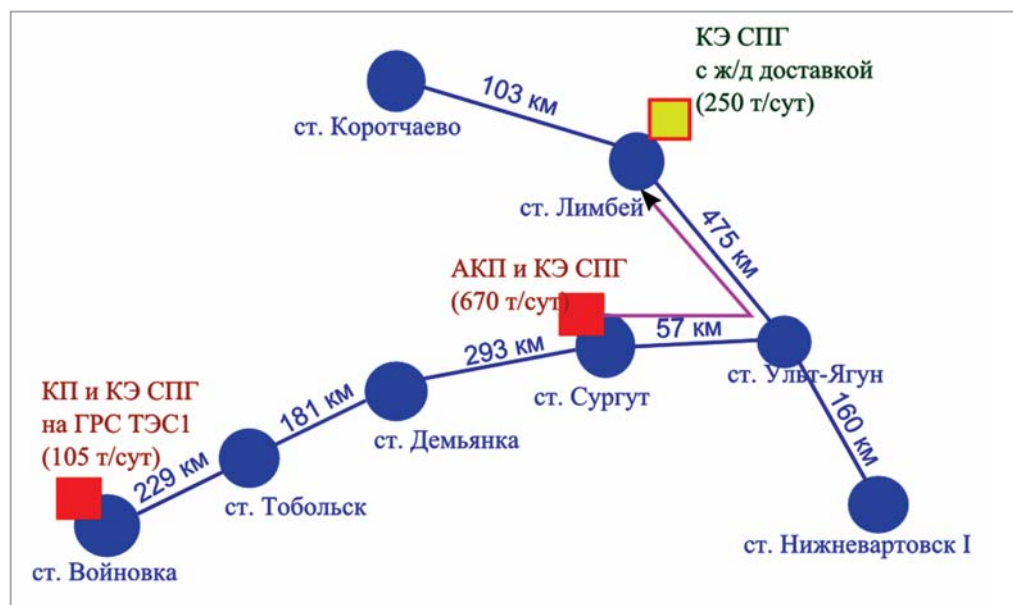 КЭ СПГ
с ж/д доставкой
(250 т/сут)
103 км
ст. Коротчаево
ст. Лимбей
475 км
АКП и КЭ СПГ
(670 т/сут)
57 км
293 км
ст. Ульт-Ягун
ст. Сургут
КП и КЭ СПГ
на ГРС ТЭС1
(105 т/сут)
181 км
ст. Демьянка
160 км
229 км
ст. Тобольск
ст. Нижневартовск I
ст. Войновка